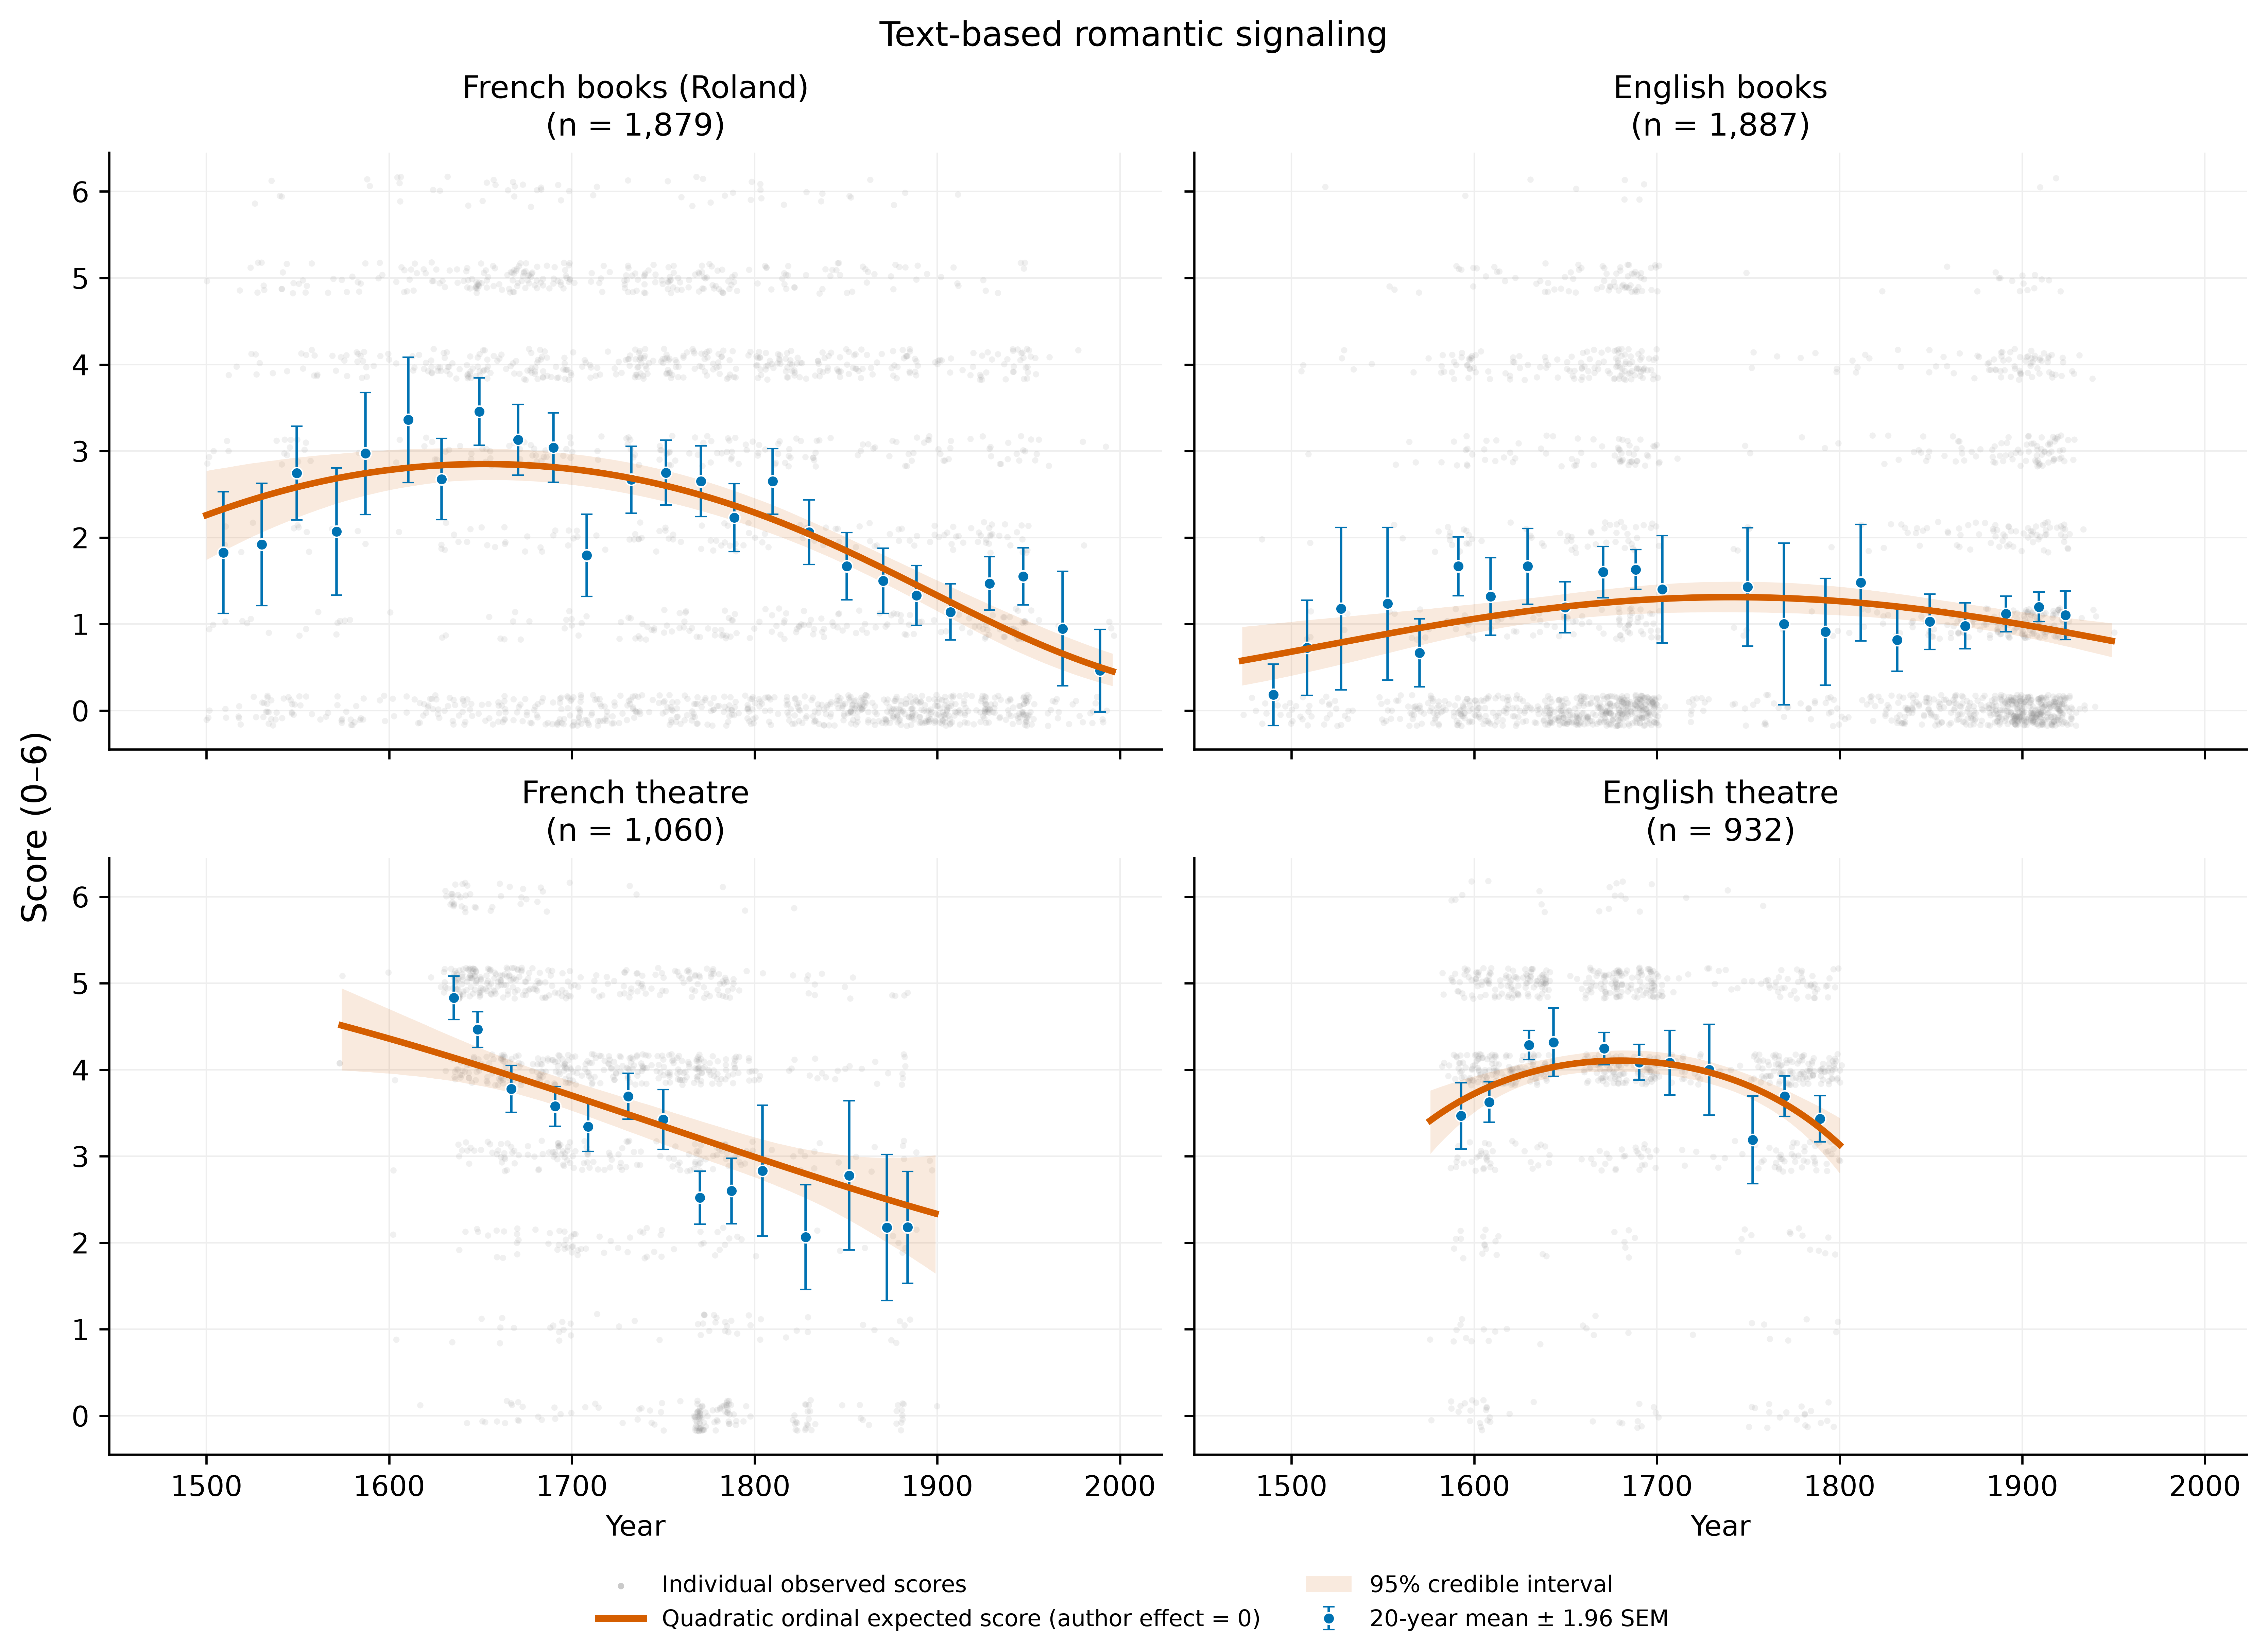 Text-based romantic signaling
French books (Roland)
(n = 1,879)
English books
(n = 1,887)
6
5
4
3
2
1
0
French theatre
(n = 1,060)
English theatre
(n = 932)
Score (0–6)
6
5
4
3
2
1
0
1500 1600 1700 1800 1900 2000
1500 1600 1700 1800 1900 2000
Year
Year
Individual observed scores
Quadratic ordinal expected score (author effect = 0)
95% credible interval
20-year mean ± 1.96 SEM